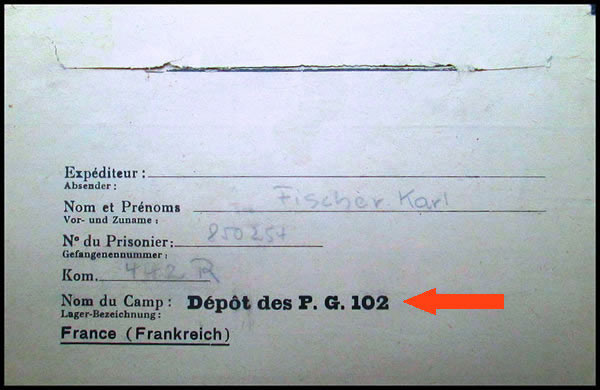 Expéditeur :
Absender :
Nom et Prénoms Fischer Karl
Vor- und Zuname :
N° du Prisonier: 850257
Gefangenennummer :
Kom. 442 R
Nom du Camp : Dépôt des P. G. 102
Lager-Bezeichnung :
France (Frankreich)